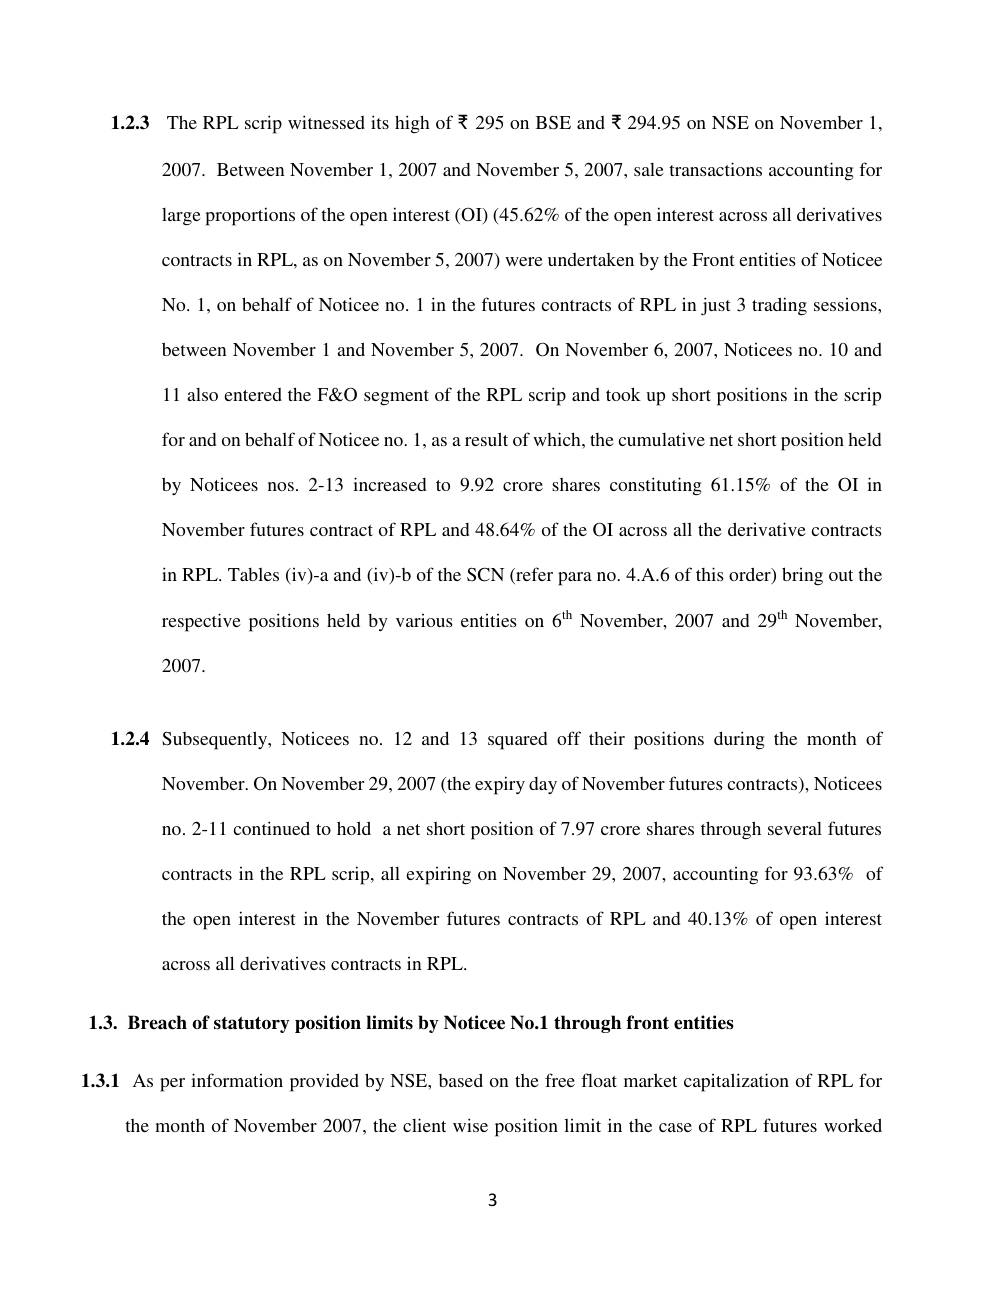 1.2.3 The RPL scrip witnessed its high of ₹ 295 on BSE and ₹ 294.95 on NSE on November 1,
2007. Between November 1, 2007 and November 5, 2007, sale transactions accounting for
large proportions of the open interest (OI) (45.62% of the open interest across all derivatives
contracts in RPL, as on November 5, 2007) were undertaken by the Front entities of Noticee
No. 1, on behalf of Noticee no. 1 in the futures contracts of RPL in just 3 trading sessions,
between November 1 and November 5, 2007. On November 6, 2007, Noticees no. 10 and
11 also entered the F&O segment of the RPL scrip and took up short positions in the scrip
for and on behalf of Noticee no. 1, as a result of which, the cumulative net short position held
by Noticees nos. 2-13 increased to 9.92 crore shares constituting 61.15% of the OI in
November futures contract of RPL and 48.64% of the OI across all the derivative contracts
in RPL. Tables (iv)-a and (iv)-b of the SCN (refer para no. 4.A.6 of this order) bring out the
respective positions held by various entities on 6th November, 2007 and 29th November,
2007.
1.2.4 Subsequently, Noticees no. 12 and 13 squared off their positions during the month of
November. On November 29, 2007 (the expiry day of November futures contracts), Noticees
no. 2-11 continued to hold a net short position of 7.97 crore shares through several futures
contracts in the RPL scrip, all expiring on November 29, 2007, accounting for 93.63% of
the open interest in the November futures contracts of RPL and 40.13% of open interest
across all derivatives contracts in RPL.
1.3. Breach of statutory position limits by Noticee No.1 through front entities
1.3.1 As per information provided by NSE, based on the free float market capitalization of RPL for
the month of November 2007, the client wise position limit in the case of RPL futures worked
3